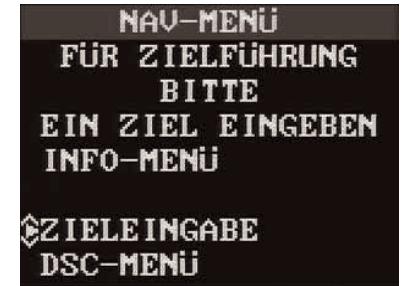 NAV-MENÜ
FÜR ZIELFÜHRUNG
BITTE
EIN ZIEL EINGEBEN
INFO-MENÜ
ZIELEINGABE
DSC-MENÜ